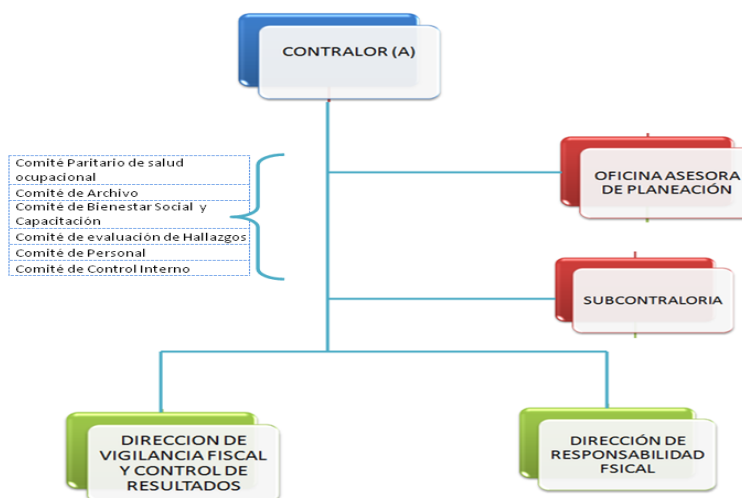 CONTRALOR (A)
Comité Paritario de salud
ocupacional
Comité de Archivo
Comité de Bienestar Social y
Capacitación
Comité de evaluación de Hallazgos
Comité de Personal
Comité de Control Interno
OFICINA ASESORA
DE PLANEACIÓN
SUBCONTRALORIA
DIRECCION DE
VIGILANCIA FISCAL
Y CONTROL DE
RESULTADOS
DIRECCIÓN DE
RESPONSABILIDAD
FSICAL